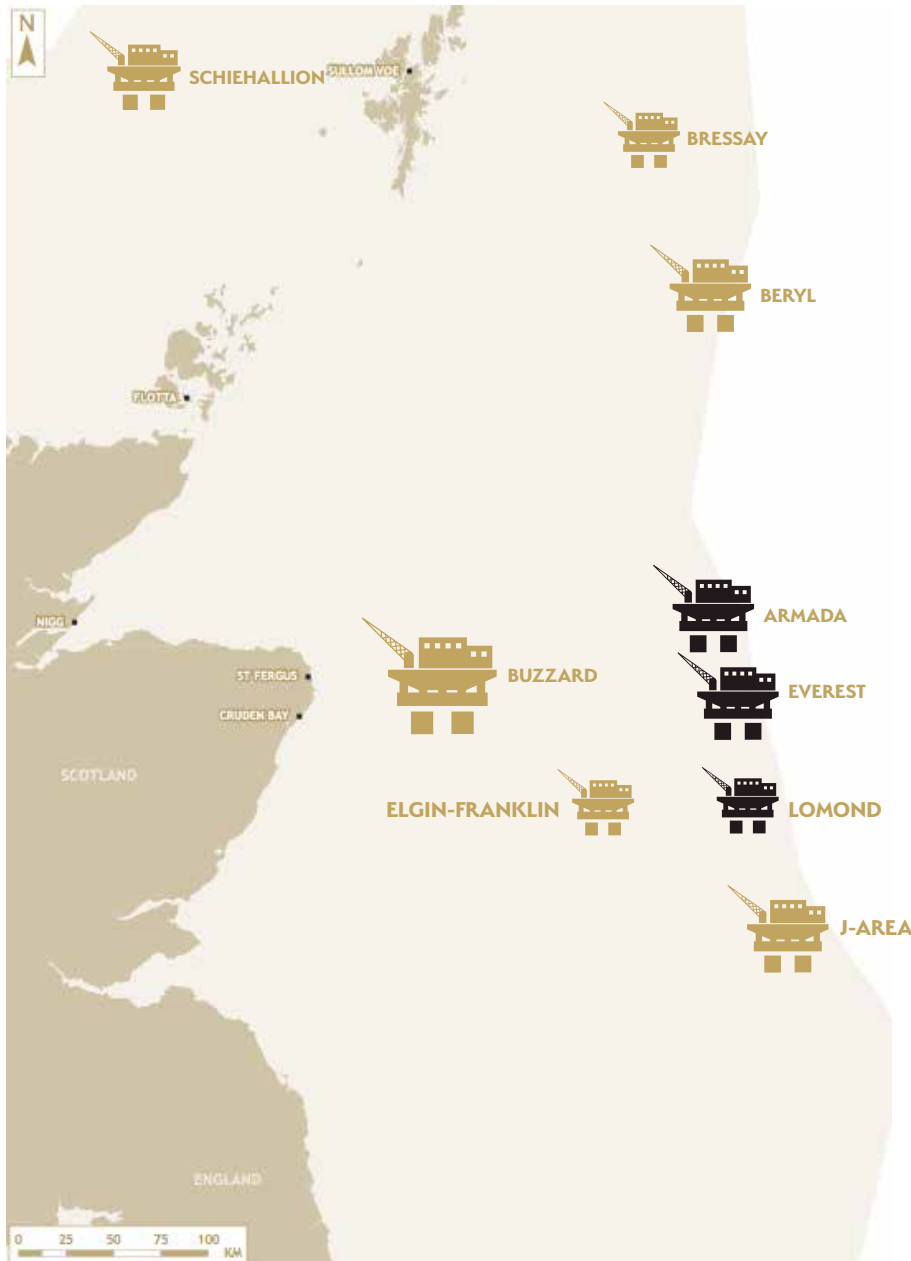 N
SCHIEHALLION
SULLOM VOE
BRESSAY
BERYL
FLOTTA
ARMADA
NIGG
BUZZARD
ST FERGUS
EVEREST
CRUDEN BAY
SCOTLAND
ELGIN-FRANKLIN
LOMOND
J-AREA
ENGLAND
0 25 50 75 100
KM